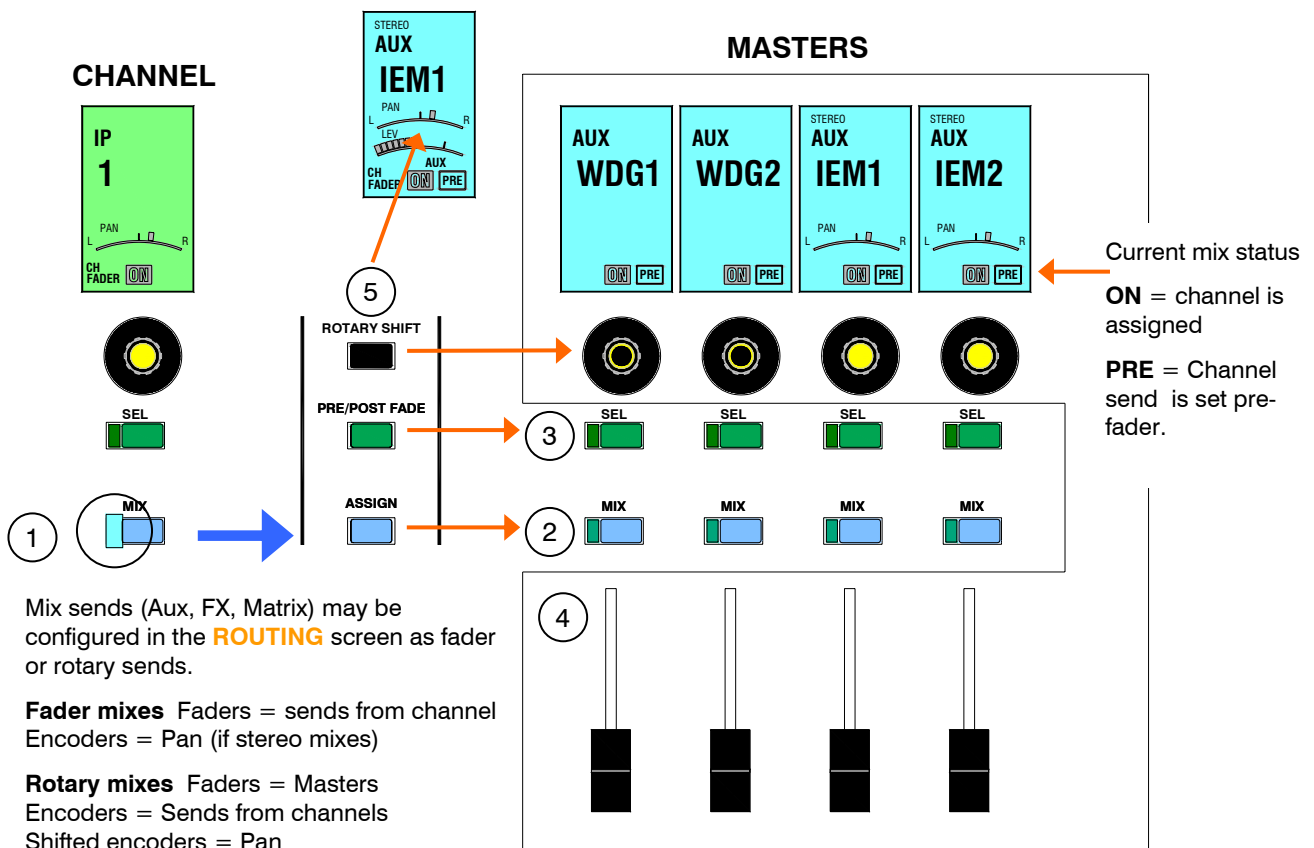 CHANNEL
IP
1
PAN
L
R
CH
FADER
ON
SEL
MIX
1
STEREO
AUX
IEM1
PAN
L
R
LEV
AUX
CH
FADER
ON
PRE
5
ROTARY SHIFT
PRE/POST FADE
ASSIGN
MASTERS
AUX
WDG1
ON
PRE
AUX
WDG2
ON
PRE
STEREO
AUX
IEM1
PAN
L
R
ON
PRE
STEREO
AUX
IEM2
PAN
L
R
ON
PRE
3
SEL
SEL
SEL
SEL
2
MIX
MIX
MIX
MIX
4
Current mix status
ON = channel is
assigned
PRE = Channel
send is set pre-
fader.
Mix sends (Aux, FX, Matrix) may be
configured in the ROUTING screen as fader
or rotary sends.
Fader mixes Faders = sends from channel
Encoders = Pan (if stereo mixes)
Rotary mixes Faders = Masters
Encoders = Sends from channels
Shifted encoders = Pan